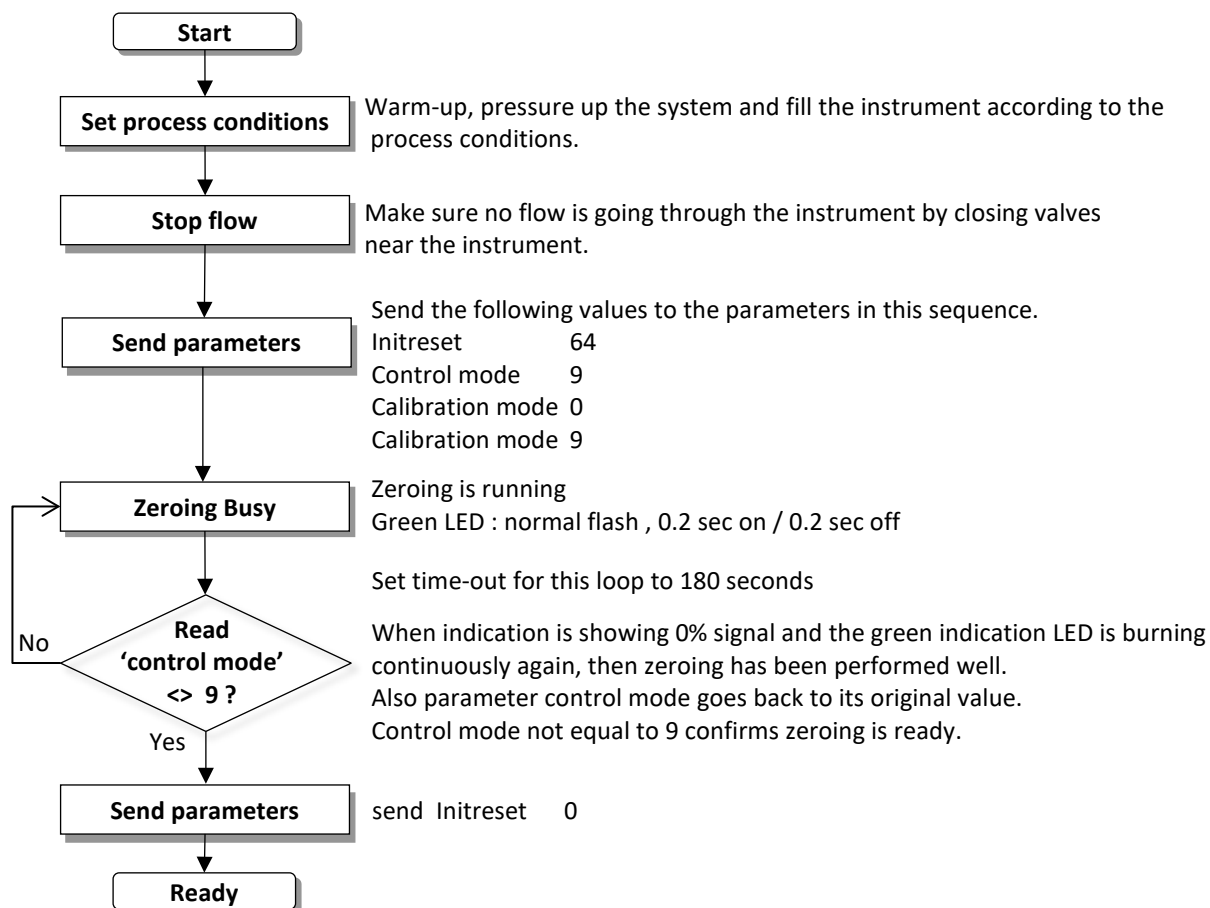 Start
Set process conditions
Warm-up, pressure up the system and fill the instrument according to the
process conditions.
Stop flow
Make sure no flow is going through the instrument by closing valves
near the instrument.
Send parameters
Send the following values to the parameters in this sequence.
Initreset 64
Control mode 9
Calibration mode 0
Calibration mode 9
Zeroing Busy
Zeroing is running
Green LED : normal flash , 0.2 sec on / 0.2 sec off
Set time-out for this loop to 180 seconds
No
Read
‘control mode’
<> 9 ?
When indication is showing 0% signal and the green indication LED is burning
continuously again, then zeroing has been performed well.
Also parameter control mode goes back to its original value.
Control mode not equal to 9 confirms zeroing is ready.
Yes
Send parameters
send Initreset 0
Ready